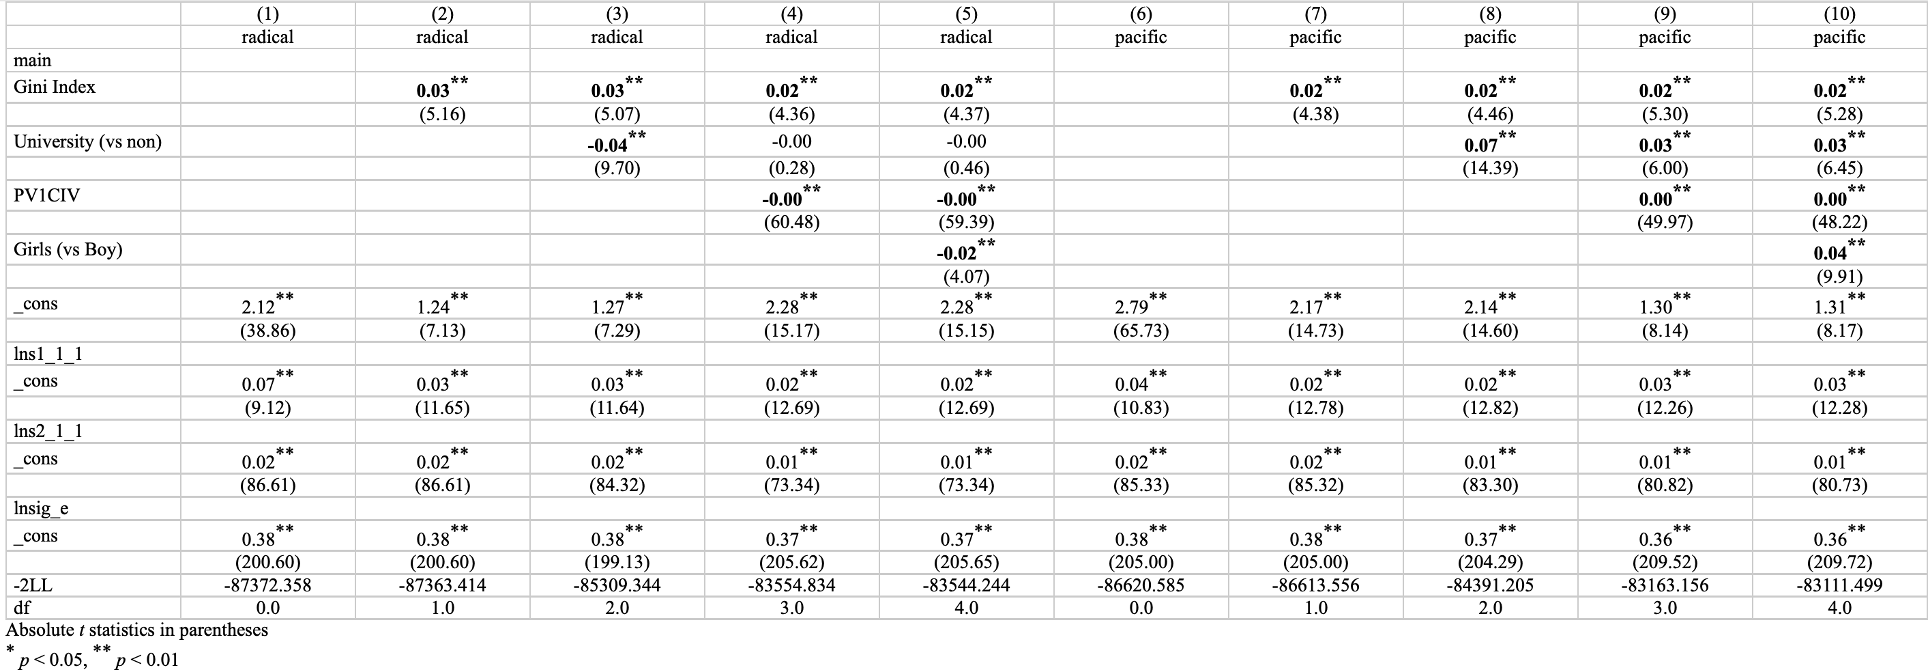 (1) (2) (3) (4) (5) (6) (7) (8) (9) (10)
radical radical radical radical radical pacific pacific pacific pacific pacific
main
Gini Index 0.03** 0.03** 0.02** 0.02** 0.02** 0.02** 0.02** 0.02**
(5.16) (5.07) (4.36) (4.37) (4.38) (4.46) (5.30) (5.28)
University (vs non) -0.04** -0.00 -0.00 0.07** 0.03** 0.03**
(9.70) (0.28) (0.46) (14.39) (6.00) (6.45)
PV1CIV -0.00** -0.00** 0.00** 0.00**
(60.48) (59.39) (49.97) (48.22)
Girls (vs Boy) -0.02** 0.04**
(4.07) (9.91)
_cons 2.12** 1.24** 1.27** 2.28** 2.28** 2.79** 2.17** 2.14** 1.30** 1.31**
(38.86) (7.13) (7.29) (15.17) (15.15) (65.73) (14.73) (14.60) (8.14) (8.17)
lns1_1_1
_cons 0.07** 0.03** 0.03** 0.02** 0.02** 0.04** 0.02** 0.02** 0.03** 0.03**
(9.12) (11.65) (11.64) (12.69) (12.69) (10.83) (12.78) (12.82) (12.26) (12.28)
lns2_1_1
_cons 0.02** 0.02** 0.02** 0.01** 0.01** 0.02** 0.02** 0.01** 0.01** 0.01**
(86.61) (86.61) (84.32) (73.34) (73.34) (85.33) (85.32) (83.30) (80.82) (80.73)
lnsig_e
_cons 0.38** 0.38** 0.38** 0.37** 0.37** 0.38** 0.38** 0.37** 0.36** 0.36**
(200.60) (200.60) (199.13) (205.62) (205.65) (205.00) (205.00) (204.29) (209.52) (209.72)
-2LL -87372.358 -87363.414 -85309.344 -83554.834 -83544.244 -86620.585 -86613.556 -84391.205 -83163.156 -83111.499
df 0.0 1.0 2.0 3.0 4.0 0.0 1.0 2.0 3.0 4.0
Absolute t statistics in parentheses
* p < 0.05, ** p < 0.01